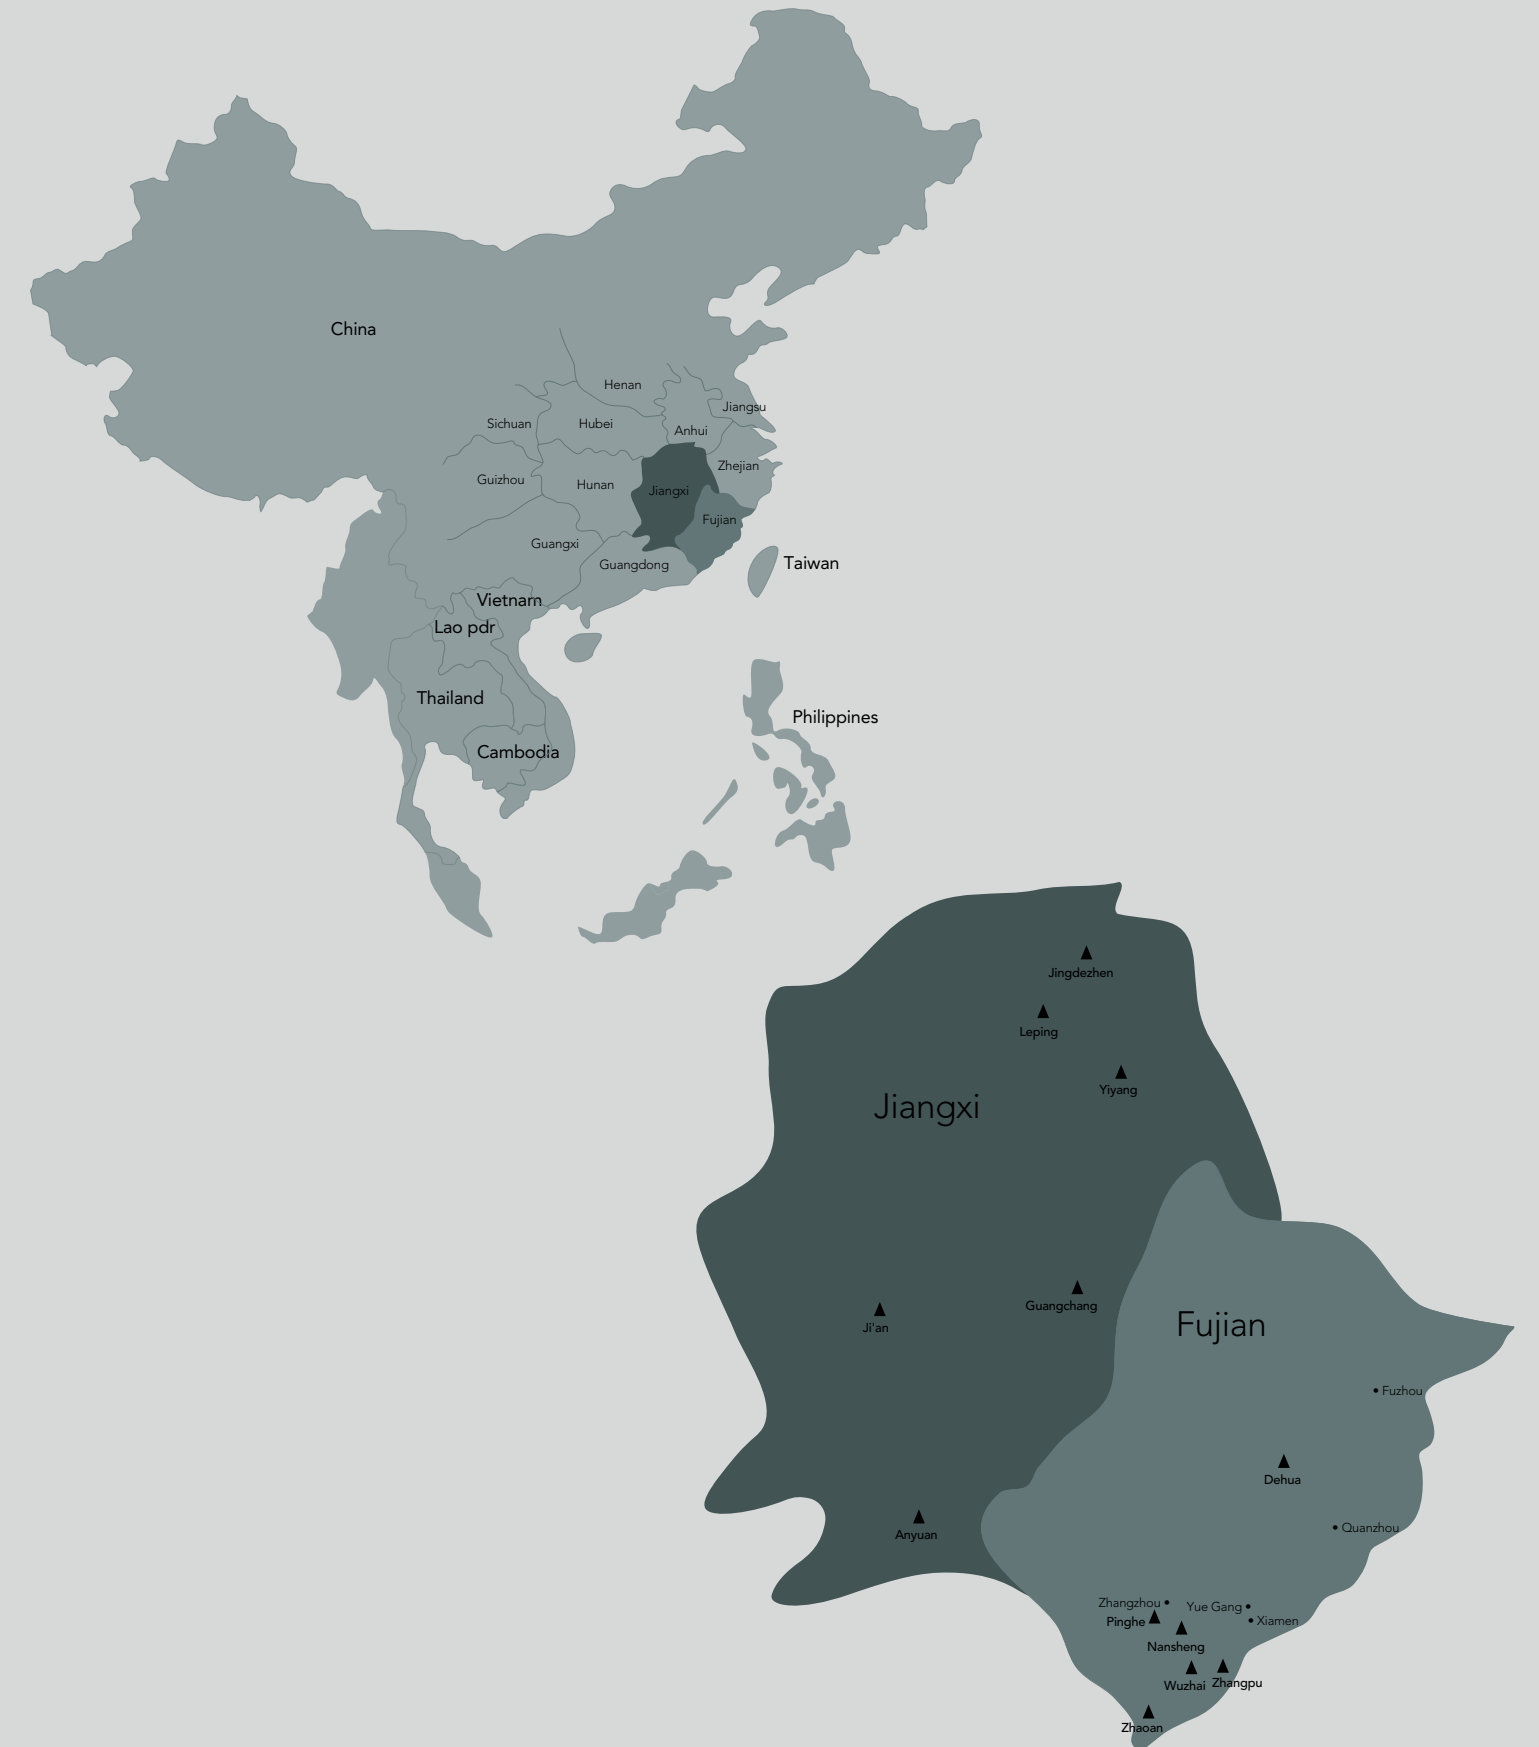 China
Henan
Jiangsu
Sichuan
Hubei
Anhui
Zhejian
Guizhou
Hunan
Jiangxi
Fujian
Guangxi
Guangdong
Taiwan
Vietnam
Lao pdr
Thailand
Philippines
Cambodia
Jingdezhen
Leping
Yiyang
Jiangxi
Guangchang
Ji'an
Fujian
Fuzhou
Dehua
Quanzhou
Anyuan
Zhangzhou
Yue Gang
Pinghe
Xiamen
Nansheng
Wuzhai
Zhangpu
Zhaoan